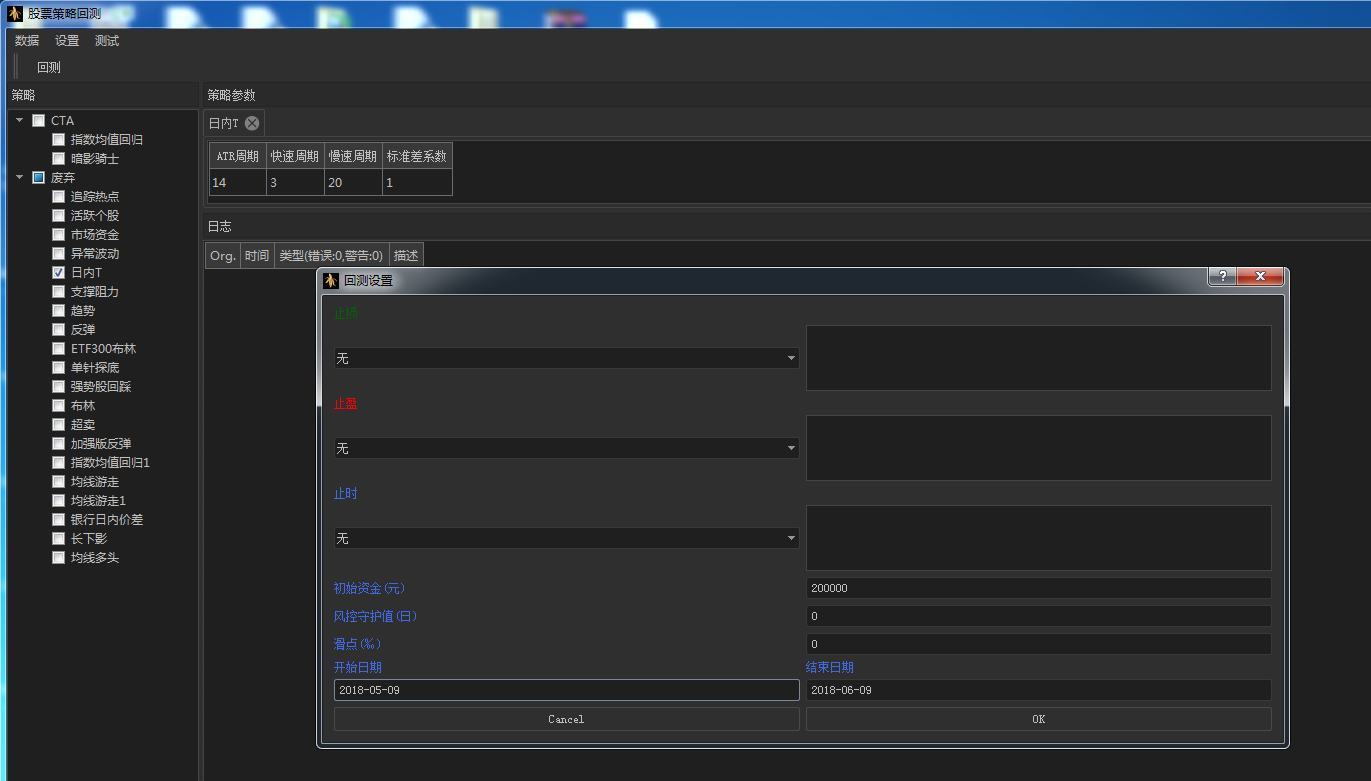 股票策略回测
数据 设置 测试
回测
策略
CTA
指数均值回归
暗影骑士
废弃
追踪热点
活跃个股
市场资金
异常波动
日内T
支撑阻力
趋势
反弹
ETF300布林
单针探底
强势股回踩
布林
超卖
加强版反弹
指数均值回归1
均线游走
均线游走1
银行日内价差
长下影
均线多头
策略参数
日内T
ATR周期 快速周期 慢速周期 标准差系数
14 3 20 1
日志
Org. 时间 类型(错误:0,警告:0) 描述
回测设置
?
止损
无
止盈
无
止时
无
初始资金(元) 200000
风控守护值(日) 0
滑点(‰) 0
开始日期 结束日期
2018-05-09 2018-06-09
Cancel OK